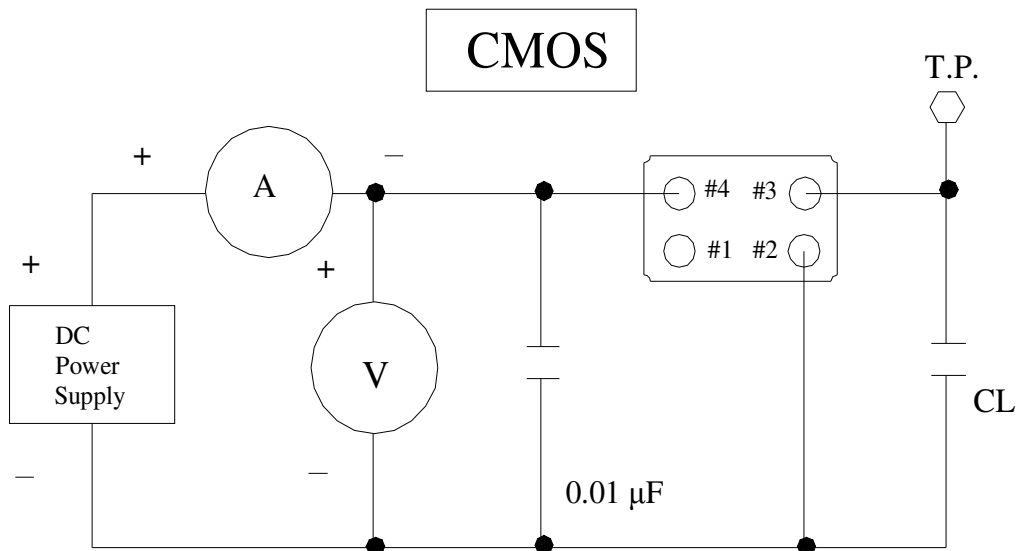 CMOS
T.P.
+
–
A
#4 #3
#1 #2
+
+
DC
Power
Supply
V
CL
–
–
0.01 μF